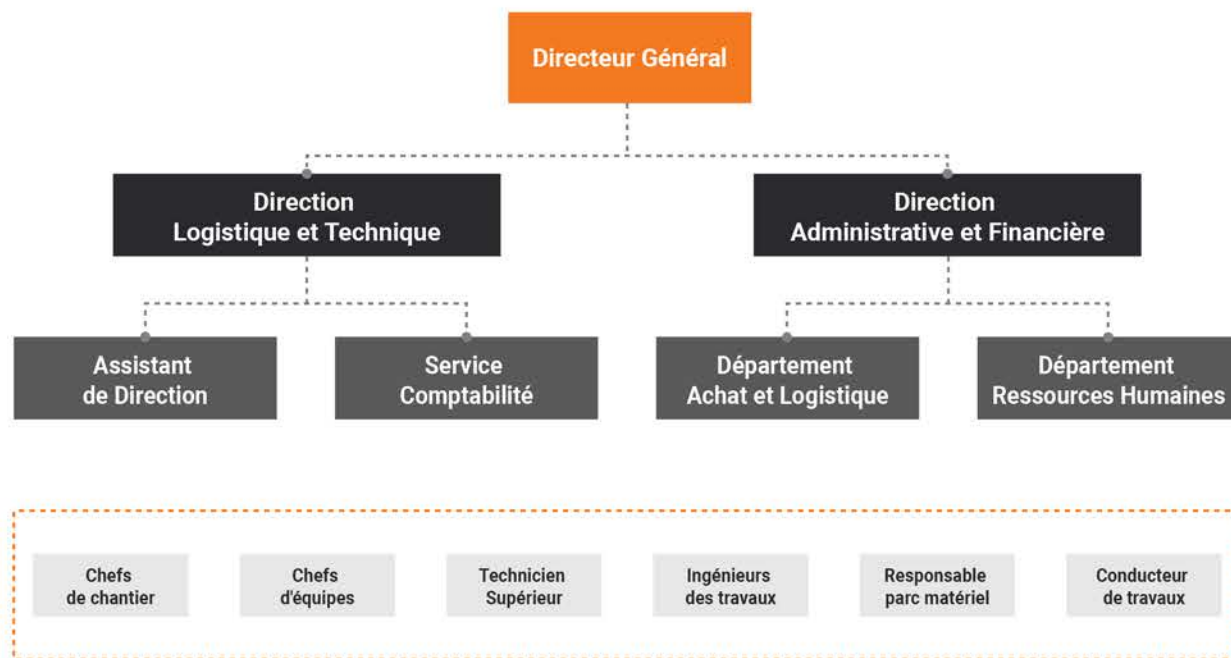 Directeur Général
Direction
Logistique et Technique
Direction
Administrative et Financière
Assistant
de Direction
Service
Comptabilité
Département
Achat et Logistique
Département
Ressources Humaines
Chefs
de chantier
Chefs
d'équipes
Technicien
Supérieur
Ingénieurs
des travaux
Responsable
parc matériel
Conducteur
de travaux